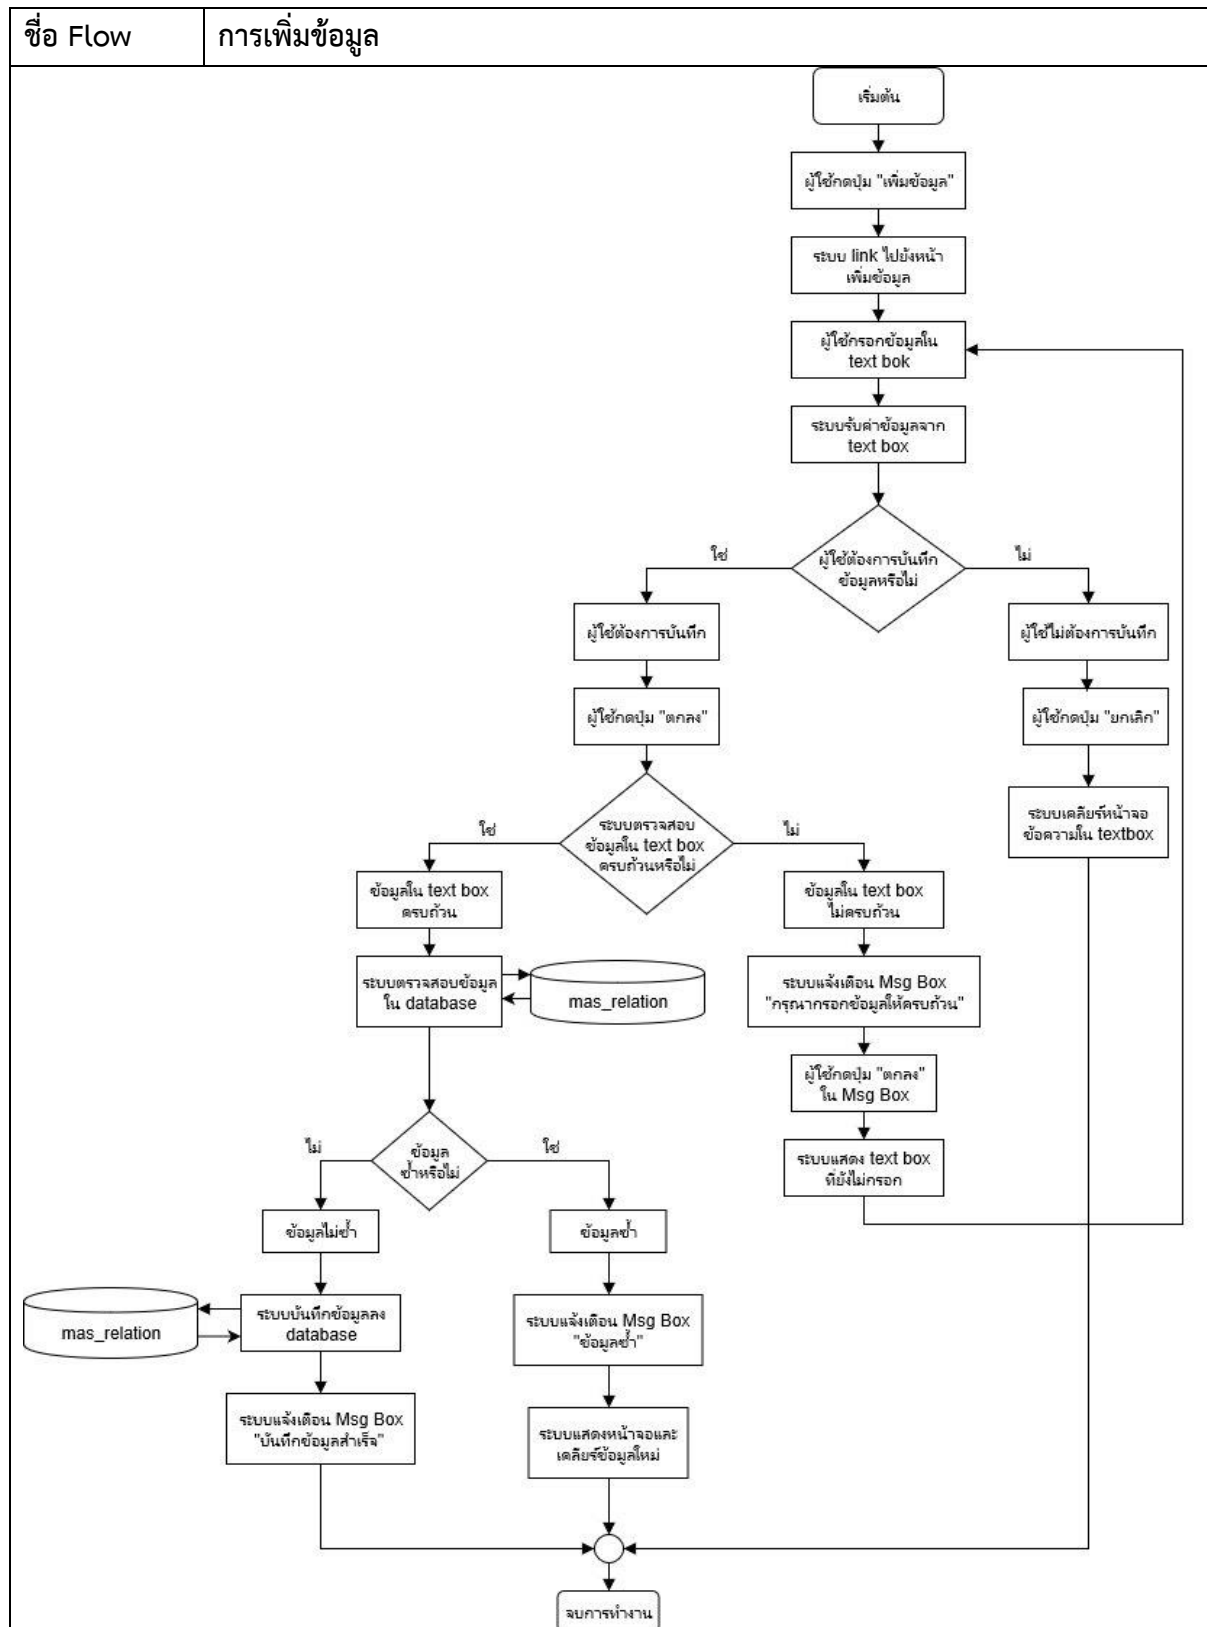 ชื่อ Flow
การเพิ่มข้อมูล
เริ่มต้น
ผู้ใช้กดปุ่ม "เพิ่มข้อมูล"
ระบบ link ไปยังหน้า
เพิ่มข้อมูล
ผู้ใช้กรอกข้อมูลใน
text bok
ระบบรับค่าข้อมูลจาก
text box
ผู้ใช้ต้องการบันทึก
ข้อมูลหรือไม่
ใช่
ไม่
ผู้ใช้ต้องการบันทึก
ผู้ใช้ไม่ต้องการบันทึก
ผู้ใช้กดปุ่ม "ตกลง"
ผู้ใช้กดปุ่ม "ยกเลิก"
ระบบเคลียร์หน้าจอ
ข้อความใน textbox
ระบบตรวจสอบ
ข้อมูลใน text box
ครบถ้วนหรือไม่
ใช่
ไม่
ข้อมูลใน text box
ครบถ้วน
ข้อมูลใน text box
ไม่ครบถ้วน
ระบบตรวจสอบข้อมูล
ใน database
mas_relation
ระบบแจ้งเตือน Msg Box
"กรุณากรอกข้อมูลให้ครบถ้วน"
ผู้ใช้กดปุ่ม "ตกลง"
ใน Msg Box
ระบบแสดง text box
ที่ยังไม่กรอก
ข้อมูล
ซ้ำหรือไม่
ไม่
ใช่
ข้อมูลไม่ซ้ำ
ข้อมูลซ้ำ
ระบบบันทึกข้อมูลลง
database
mas_relation
ระบบแจ้งเตือน Msg Box
"ข้อมูลซ้ำ"
ระบบแจ้งเตือน Msg Box
"บันทึกข้อมูลสำเร็จ"
ระบบแสดงหน้าจอและ
เคลียร์ข้อมูลใหม่
จบการทำงาน